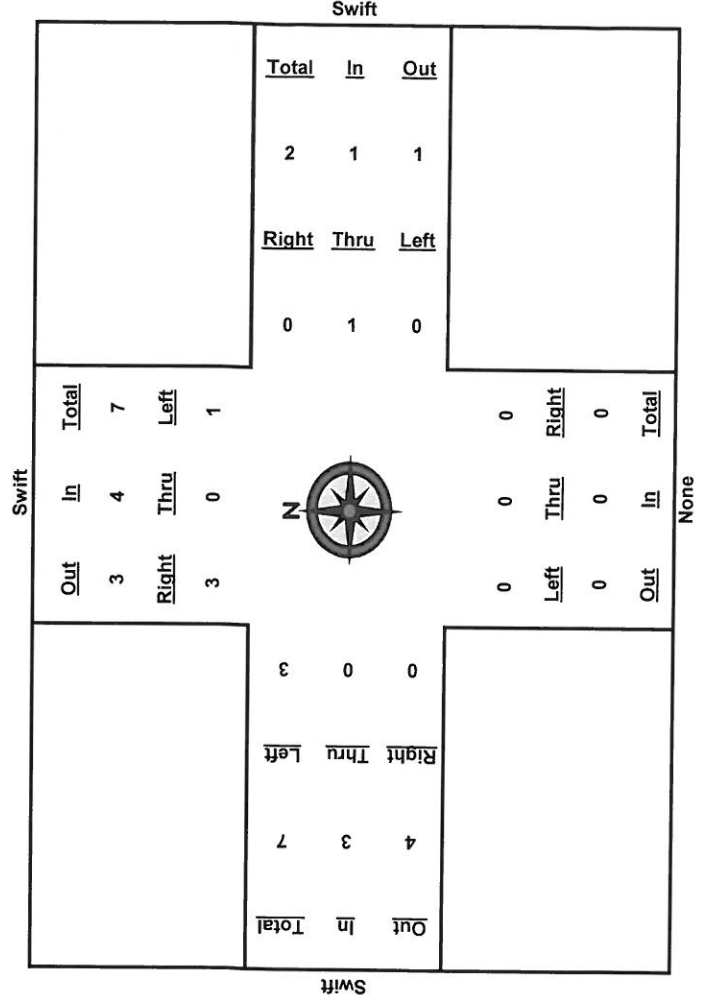 Swift
Total In Out
2 1 1
Right Thru Left
0 1 0
Swift
Out In Total
3 4 7
Right Thru Left
3 0 1
N
0 0 0
Left Thru Right
0 0 0
Out In Total
None
Swift
Out In Total
4 3 7
Right Thru Left
0 0 3